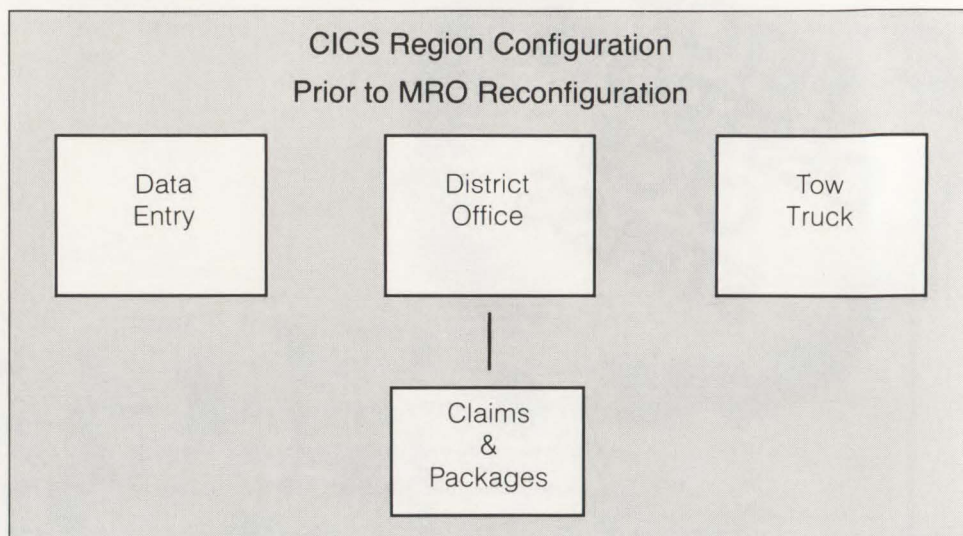 CICS Region Configuration
Prior to MRO Reconfiguration
Data
Entry
District
Office
Tow
Truck
Claims
&
Packages